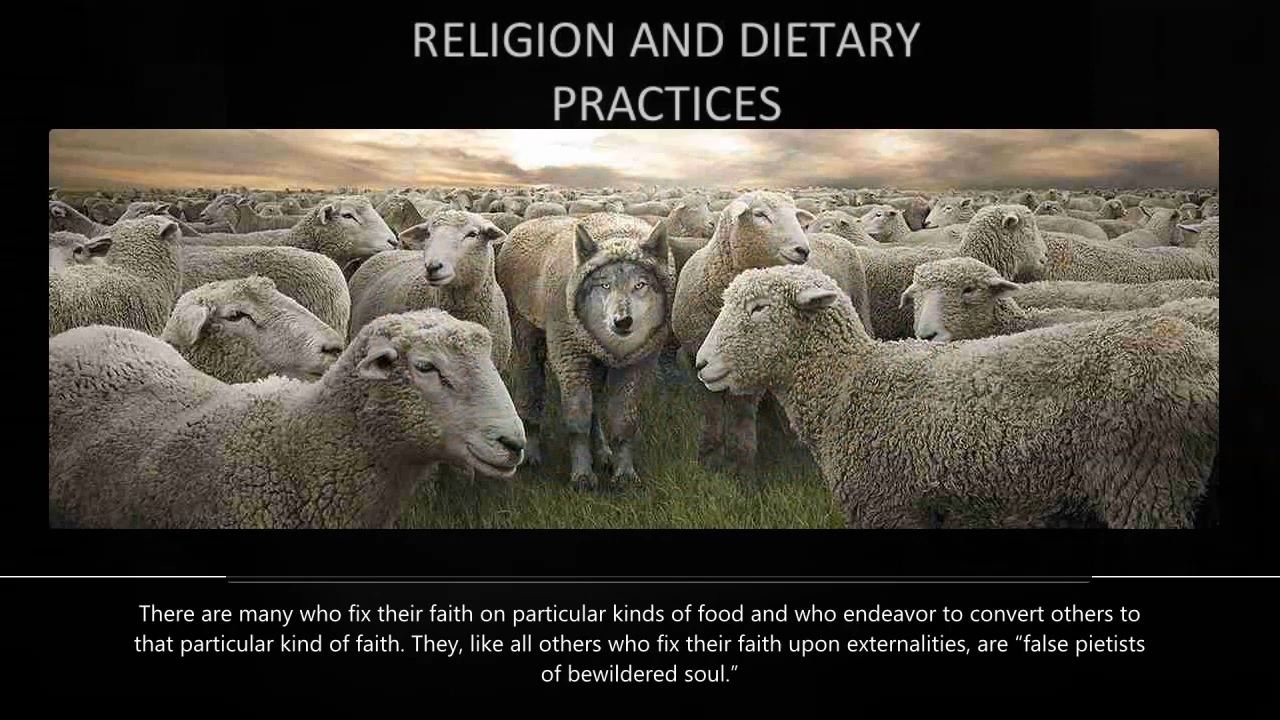 RELIGION AND DIETARY
PRACTICES
There are many who fix their faith on particular kinds of food and who endeavor to convert others to
that particular kind of faith. They, like all others who fix their faith upon externalities, are “false pietists
of bewildered soul.”